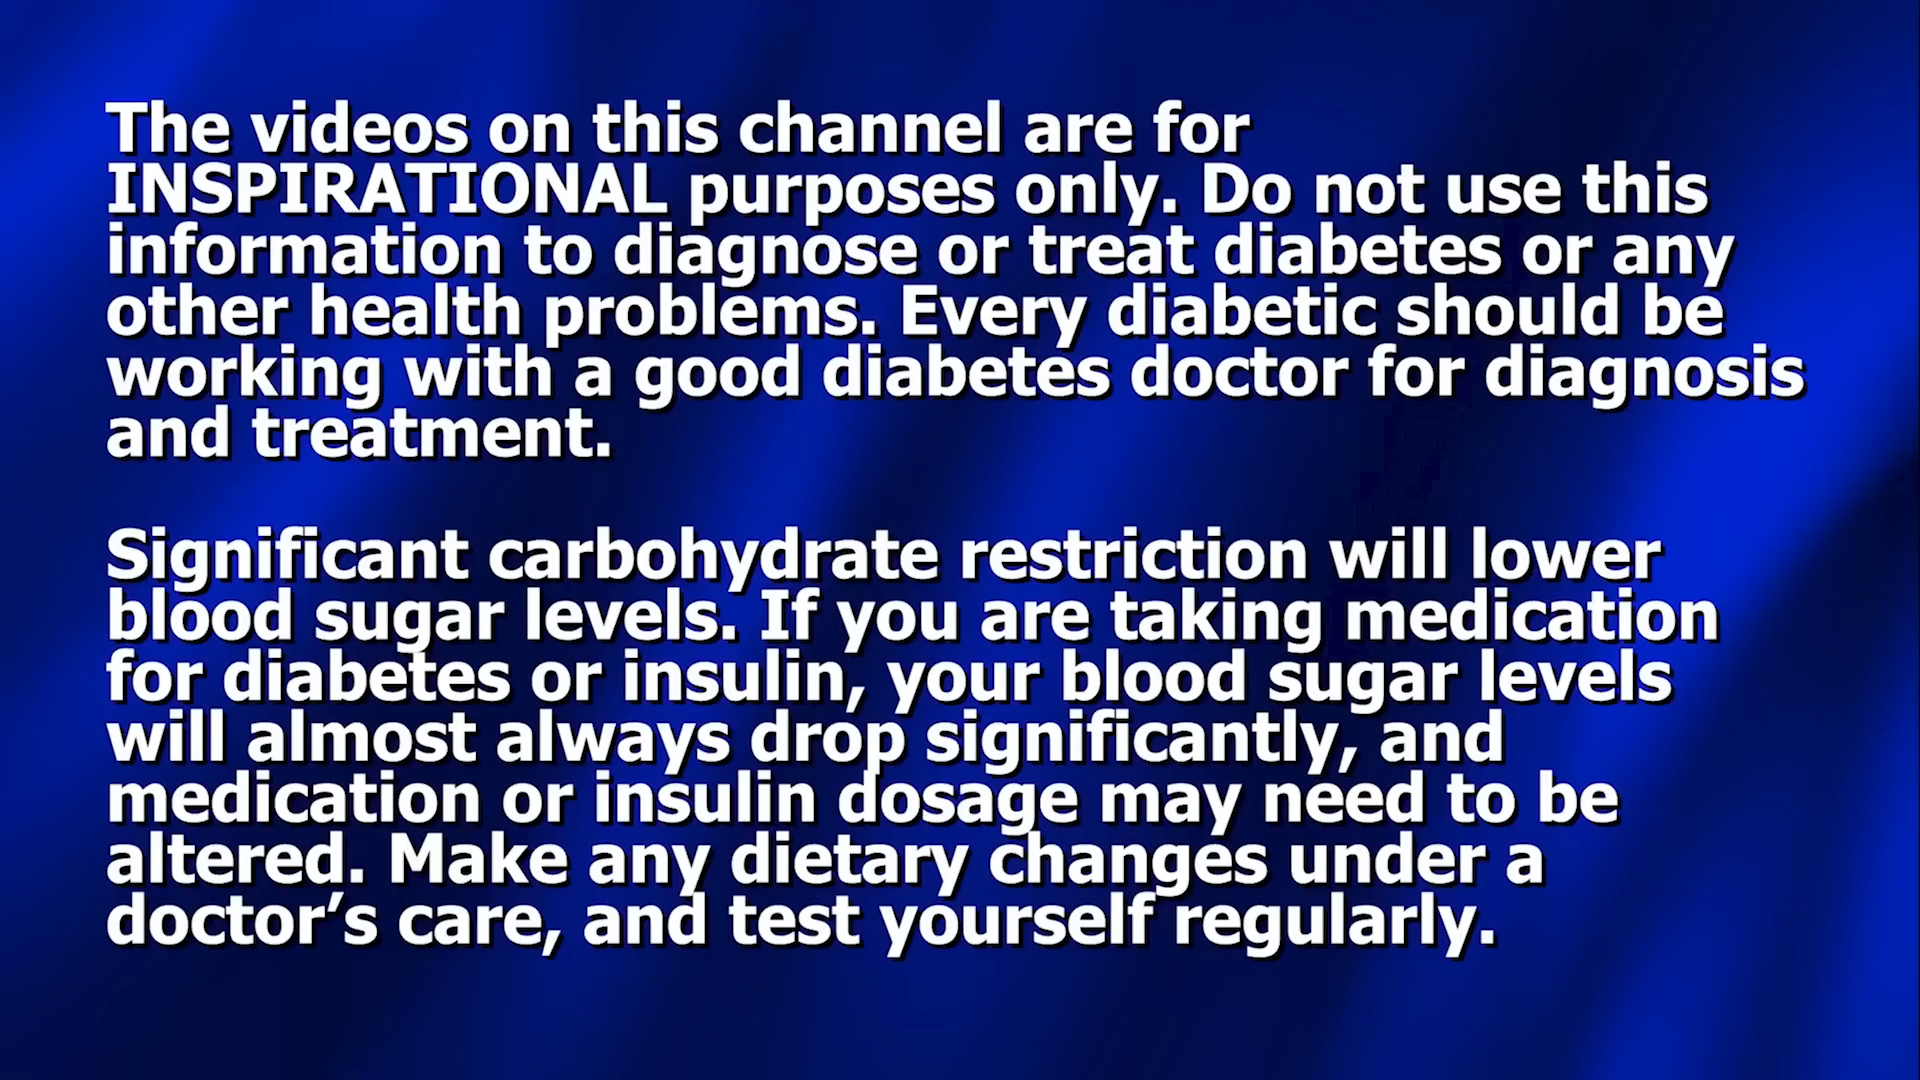 The videos on this channel are for
INSPIRATIONAL purposes only. Do not use this
information to diagnose or treat diabetes or any
other health problems. Every diabetic should be
working with a good diabetes doctor for diagnosis
and treatment.
Significant carbohydrate restriction will lower
blood sugar levels. If you are taking medication
for diabetes or insulin, your blood sugar levels
will almost always drop significantly, and
medication or insulin dosage may need to be
altered. Make any dietary changes under a
doctor’s care, and test yourself regularly.